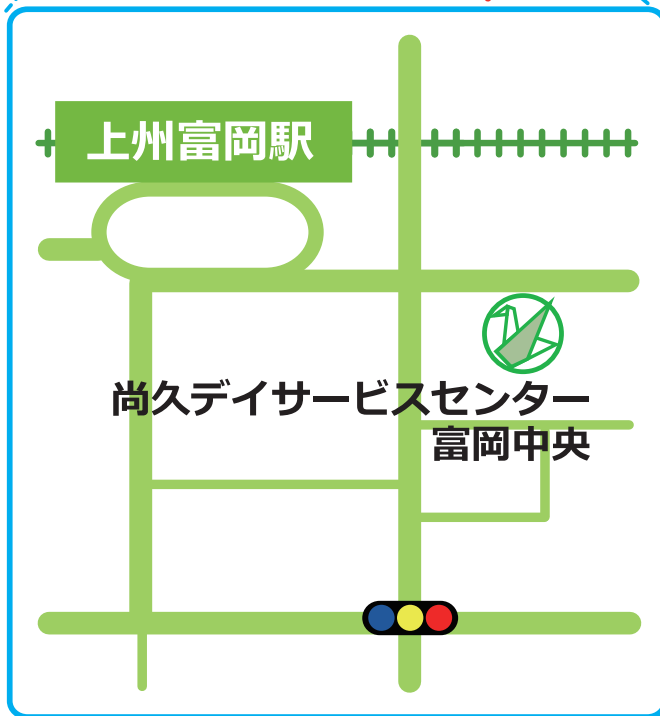 上州富岡駅
尚久デイサービスセンター
富岡中央